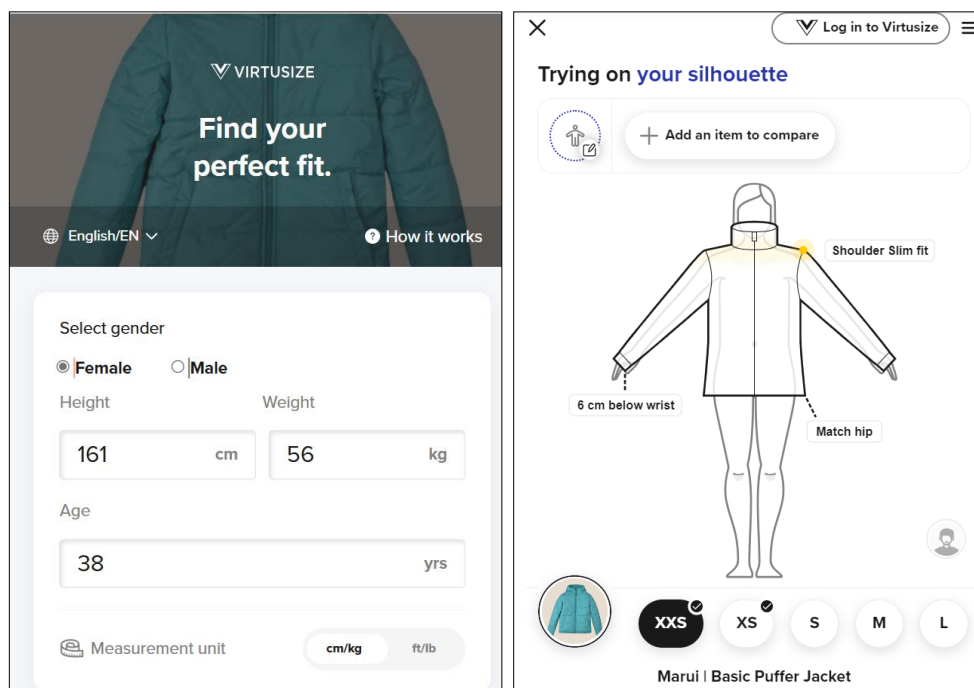 VIRTUSIZE
Find your
perfect fit.
English/EN
How it works
Select gender
Female Male
Height Weight
161 cm 56 kg
Age
38 yrs
Measurement unit cm/kg ft/lb
Log in to Virtusize
Trying on your silhouette
Add an item to compare
Shoulder Slim fit
6 cm below wrist
Match hip
XXS XS S M L
Marui | Basic Puffer Jacket